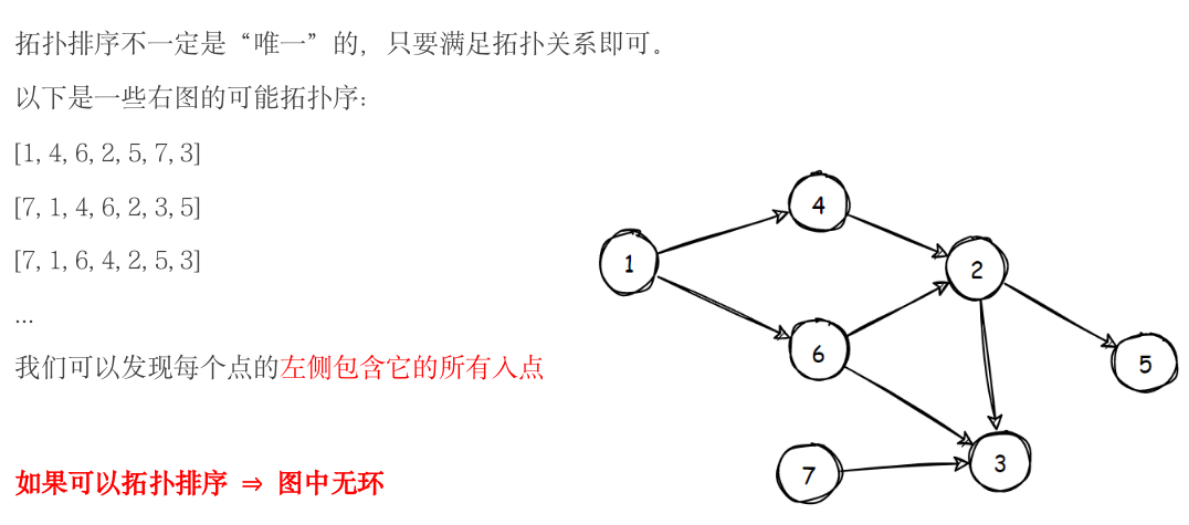 拓扑排序不一定是“唯一”的，只要满足拓扑关系即可。
以下是一些右图的可能拓扑序：
[1, 4, 6, 2, 5, 7, 3]
[7, 1, 4, 6, 2, 3, 5]
[7, 1, 6, 4, 2, 5, 3]
...
我们可以发现每个点的左侧包含它的所有入点
如果可以拓扑排序 ⇒ 图中无环
4
1
2
6
5
7
3